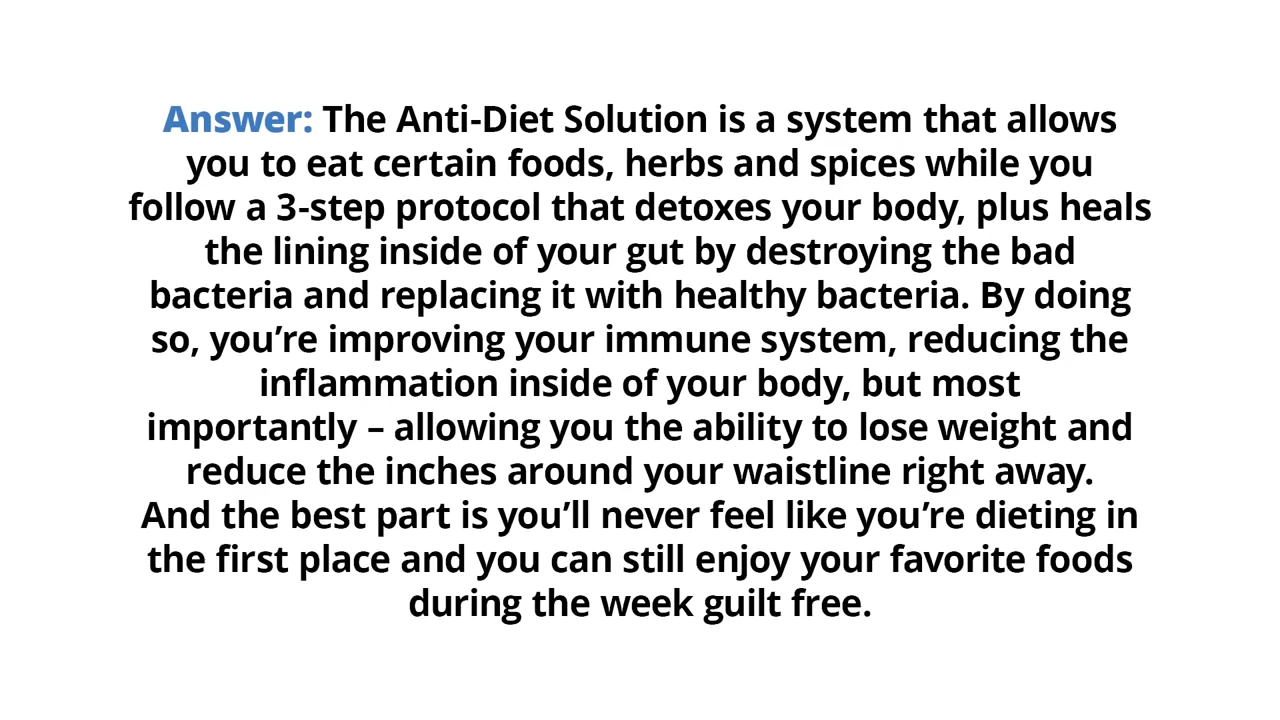 Answer: The Anti-Diet Solution is a system that allows
you to eat certain foods, herbs and spices while you
follow a 3-step protocol that detoxes your body, plus heals
the lining inside of your gut by destroying the bad
bacteria and replacing it with healthy bacteria. By doing
so, you’re improving your immune system, reducing the
inflammation inside of your body, but most
importantly – allowing you the ability to lose weight and
reduce the inches around your waistline right away.
And the best part is you’ll never feel like you’re dieting in
the first place and you can still enjoy your favorite foods
during the week guilt free.